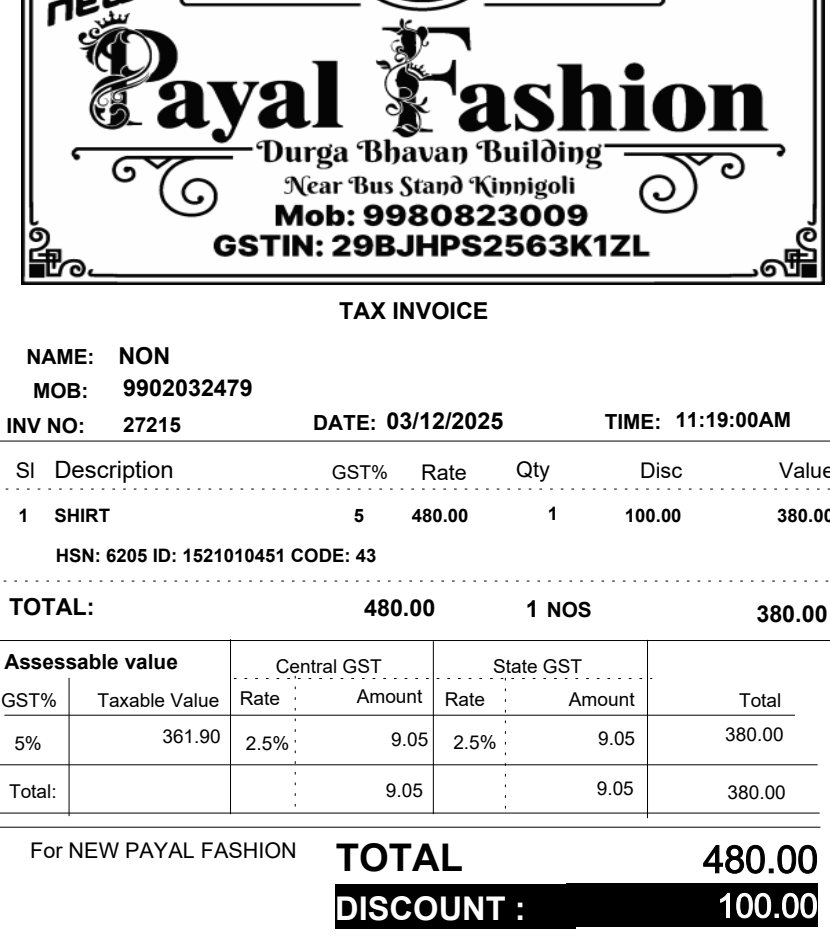 new
Payal Fashion
Durga Bhavan Building
Near Bus Stand Kinnigoli
Mob: 9980823009
GSTIN: 29BJHPS2563K1ZL
TAX INVOICE
NAME: NON
MOB: 9902032479
INV NO: 27215 DATE: 03/12/2025 TIME: 11:19:00AM
Sl Description GST% Rate Qty Disc Value
1 SHIRT 5 480.00 1 100.00 380.00
HSN: 6205 ID: 1521010451 CODE: 43
TOTAL: 480.00 1 NOS 380.00
Assessable value Central GST State GST
GST% Taxable Value Rate Amount Rate Amount Total
5% 361.90 2.5% 9.05 2.5% 9.05 380.00
Total: 9.05 9.05 380.00
For NEW PAYAL FASHION TOTAL 480.00
DISCOUNT : 100.00